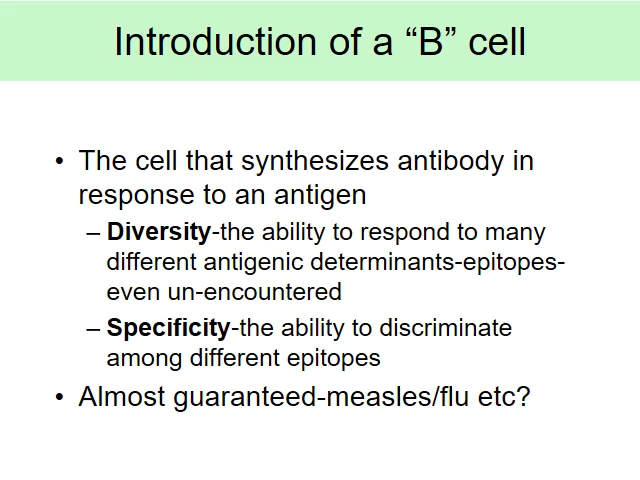 Introduction of a “B” cell
• The cell that synthesizes antibody in
response to an antigen
– Diversity-the ability to respond to many
different antigenic determinants-epitopes-
even un-encountered
– Specificity-the ability to discriminate
among different epitopes
• Almost guaranteed-measles/flu etc?